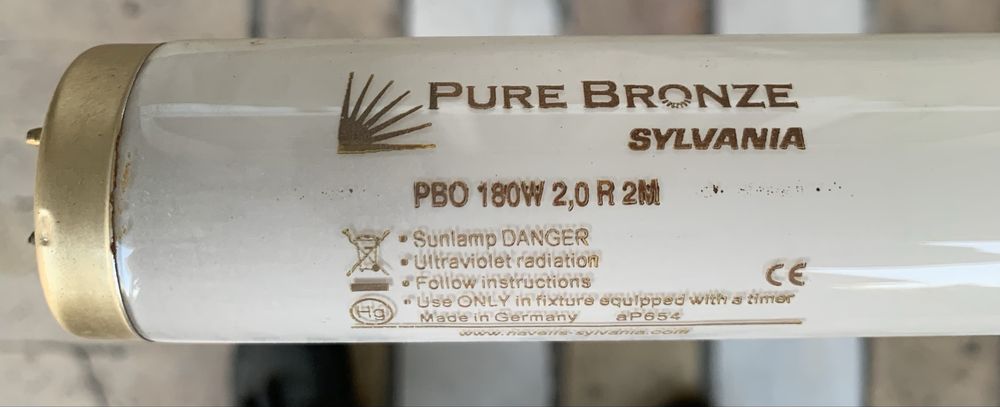 PURE BRONZE
SYLVANIA
PBO 180W 2,0 R 2M
• Sunlamp DANGER
• Ultraviolet radiation
• Follow instructions
• Use ONLY in fixture equipped with a timer
Made in Germany aP654
CE
Hg
www.havells-sylvania.com